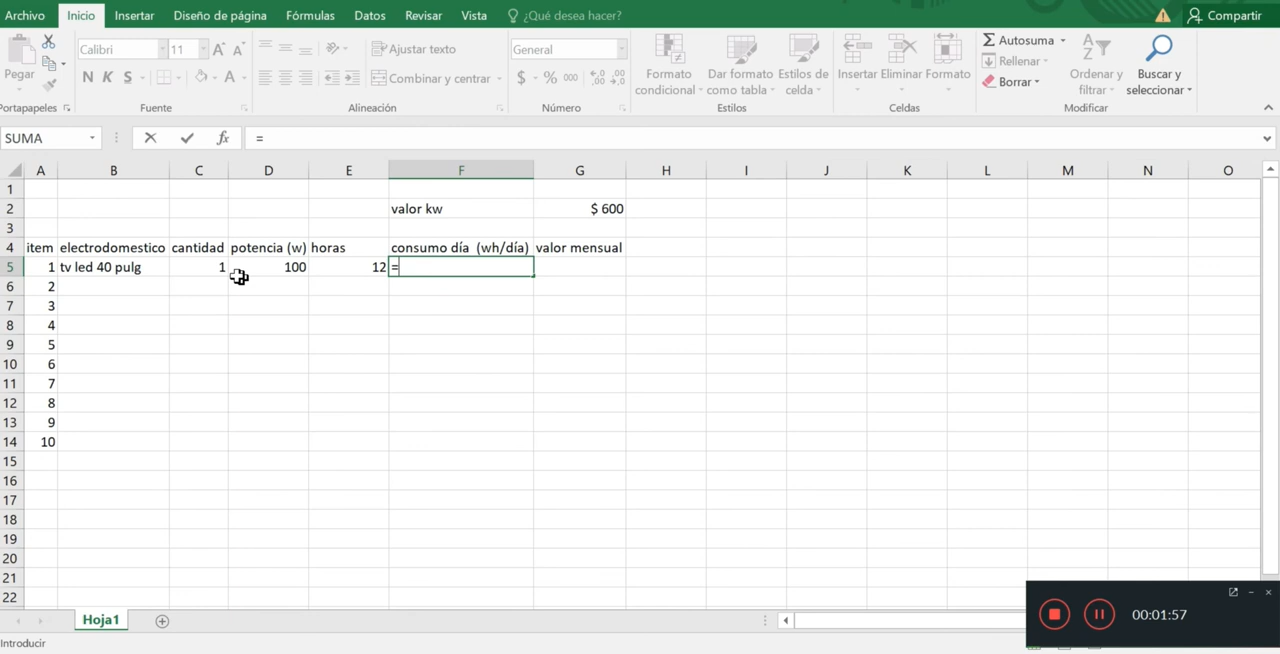 Archivo Inicio Insertar Diseño de página Fórmulas Datos Revisar Vista ¿Qué desea hacer? Compartir
Calibri 11 Ajustar texto General Autosuma
Rellenar
Pegar N K S Combinar y centrar $ % 000 Formato condicional Dar formato como tabla Estilos de celda Insertar Eliminar Formato Borrar Ordenar y filtrar Buscar y seleccionar
Portapapeles Fuente Alineación Número Estilos Celdas Modificar
SUMA fx =
A B C D E F G H I J K L M N O
1
2 valor kw $ 600
3
4 item electrodomestico cantidad potencia (w) horas consumo día (wh/día) valor mensual
5 1 tv led 40 pulg 1 100 12 =
6 2
7 3
8 4
9 5
10 6
11 7
12 8
13 9
14 10
15
16
17
18
19
20
21
22
00:01:57
Hoja1
Introducir